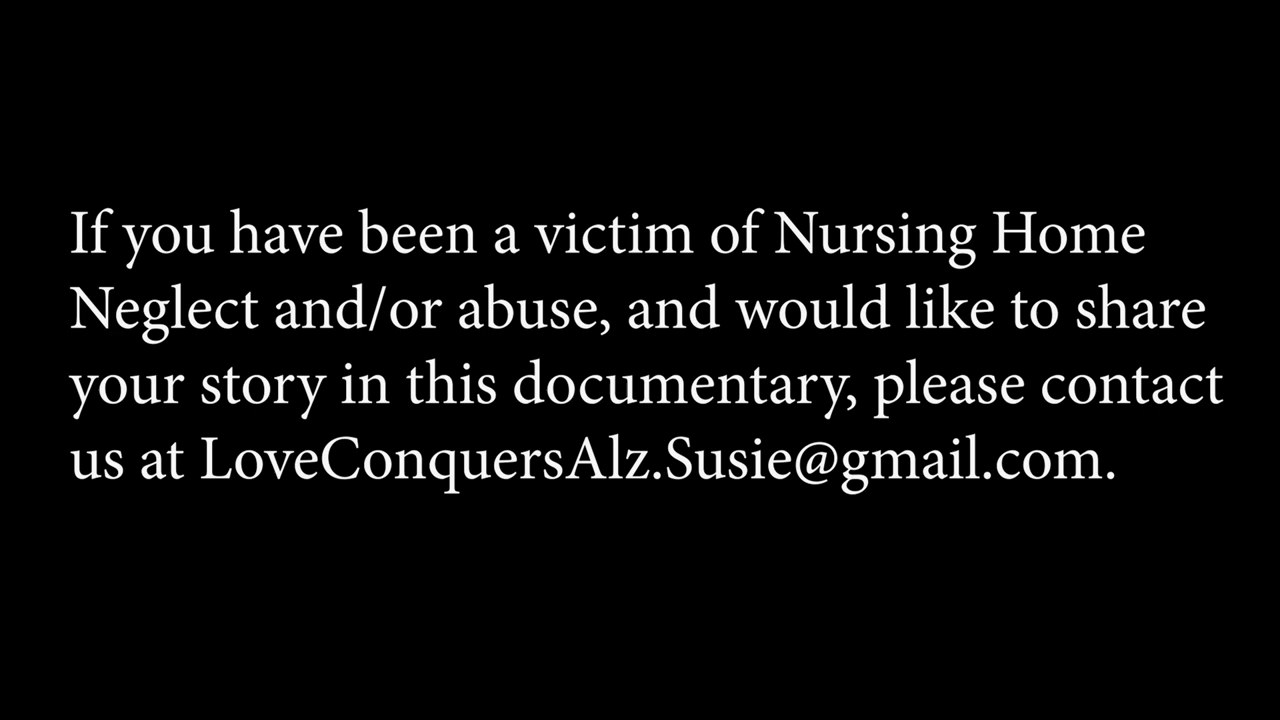 If you have been a victim of Nursing Home
Neglect and/or abuse, and would like to share
your story in this documentary, please contact
us at LoveConquersAlz.Susie@gmail.com.